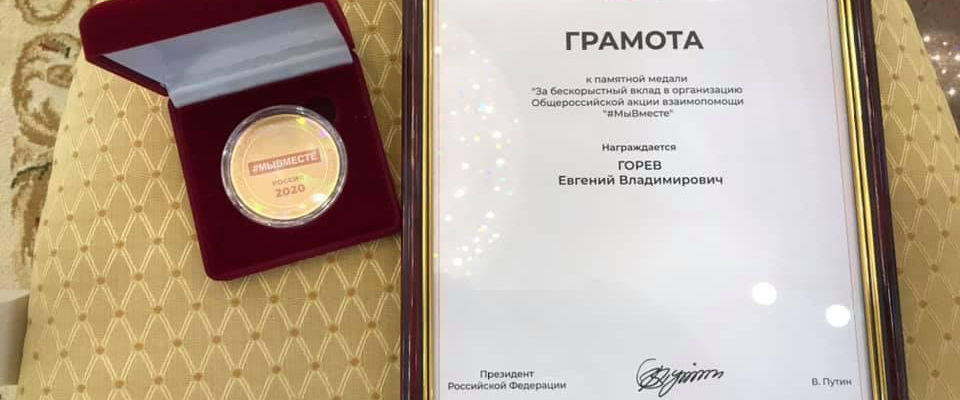 #МЫВМЕСТЕ
РОССИЯ
2020
ГРАМОТА
к памятной медали
"За бескорыстный вклад в организацию
Общероссийской акции взаимопомощи
"#МыВместе"
Награждается
ГОРЕВ
Евгений Владимирович
Президент
Российской Федерации
В. Путин